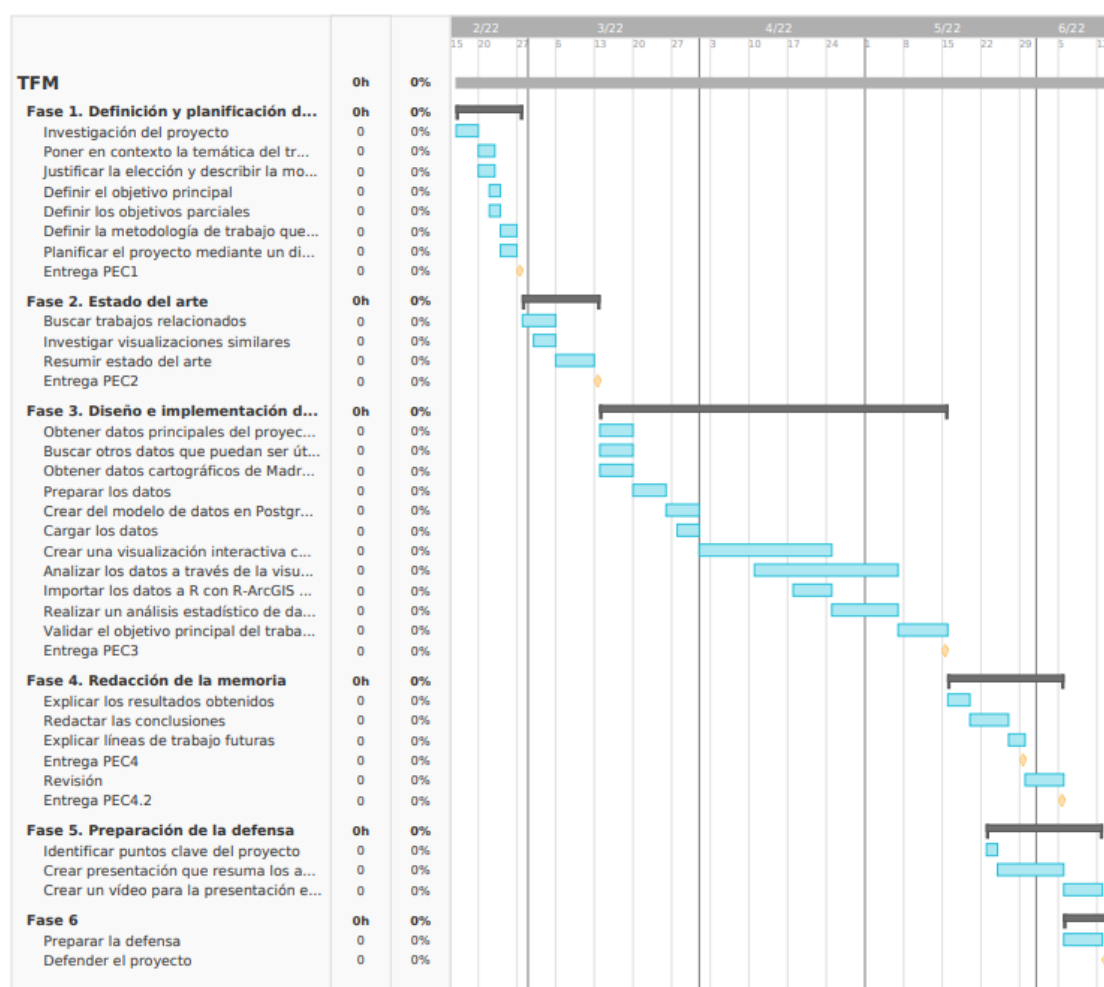 2/22 3/22 4/22 5/22 6/22
15 20 27 6 13 20 27 3 10 17 24 1 8 15 22 29 5
TFM 0h 0%
Fase 1. Definición y planificación d... 0h 0%
Investigación del proyecto 0 0%
Poner en contexto la temática del tr... 0 0%
Justificar la elección y describir la mo... 0 0%
Definir el objetivo principal 0 0%
Definir los objetivos parciales 0 0%
Definir la metodología de trabajo que... 0 0%
Planificar el proyecto mediante un di... 0 0%
Entrega PEC1 0 0%
Fase 2. Estado del arte 0h 0%
Buscar trabajos relacionados 0 0%
Investigar visualizaciones similares 0 0%
Resumir estado del arte 0 0%
Entrega PEC2 0 0%
Fase 3. Diseño e implementación d... 0h 0%
Obtener datos principales del proyec... 0 0%
Buscar otros datos que puedan ser út... 0 0%
Obtener datos cartográficos de Madr... 0 0%
Preparar los datos 0 0%
Crear del modelo de datos en Postgr... 0 0%
Cargar los datos 0 0%
Crear una visualización interactiva c... 0 0%
Analizar los datos a través de la visu... 0 0%
Importar los datos a R con R-ArcGIS ... 0 0%
Realizar un análisis estadístico de da... 0 0%
Validar el objetivo principal del traba... 0 0%
Entrega PEC3 0 0%
Fase 4. Redacción de la memoria 0h 0%
Explicar los resultados obtenidos 0 0%
Redactar las conclusiones 0 0%
Explicar líneas de trabajo futuras 0 0%
Entrega PEC4 0 0%
Revisión 0 0%
Entrega PEC4.2 0 0%
Fase 5. Preparación de la defensa 0h 0%
Identificar puntos clave del proyecto 0 0%
Crear presentación que resuma los a... 0 0%
Crear un vídeo para la presentación e... 0 0%
Fase 6 0h 0%
Preparar la defensa 0 0%
Defender el proyecto 0 0%